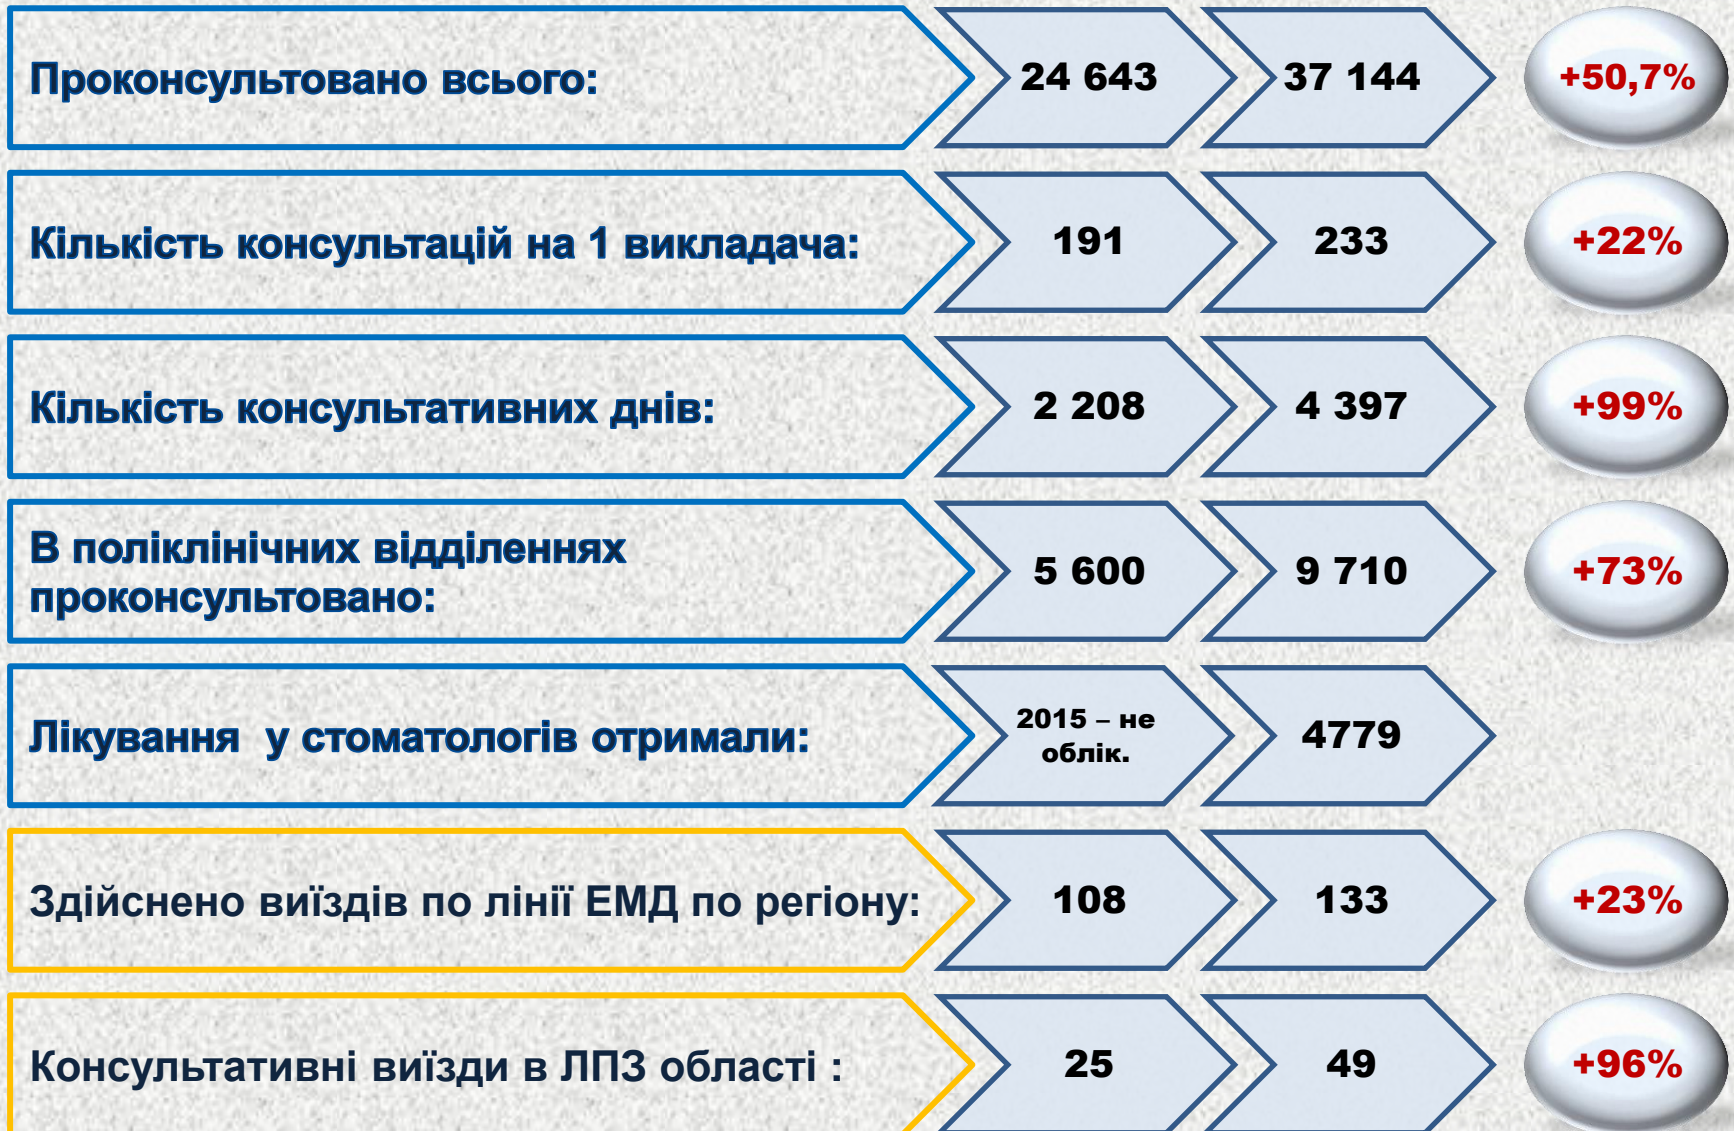 Проконсультовано всього:
24 643
37 144
+50,7%
Кількість консультацій на 1 викладача:
191
233
+22%
Кількість консультативних днів:
2 208
4 397
+99%
В поліклінічних відділеннях
проконсультовано:
5 600
9 710
+73%
Лікування у стоматологів отримали:
2015 – не
облік.
4779
Здійснено виїздів по лінії ЕМД по регіону:
108
133
+23%
Консультативні виїзди в ЛПЗ області :
25
49
+96%